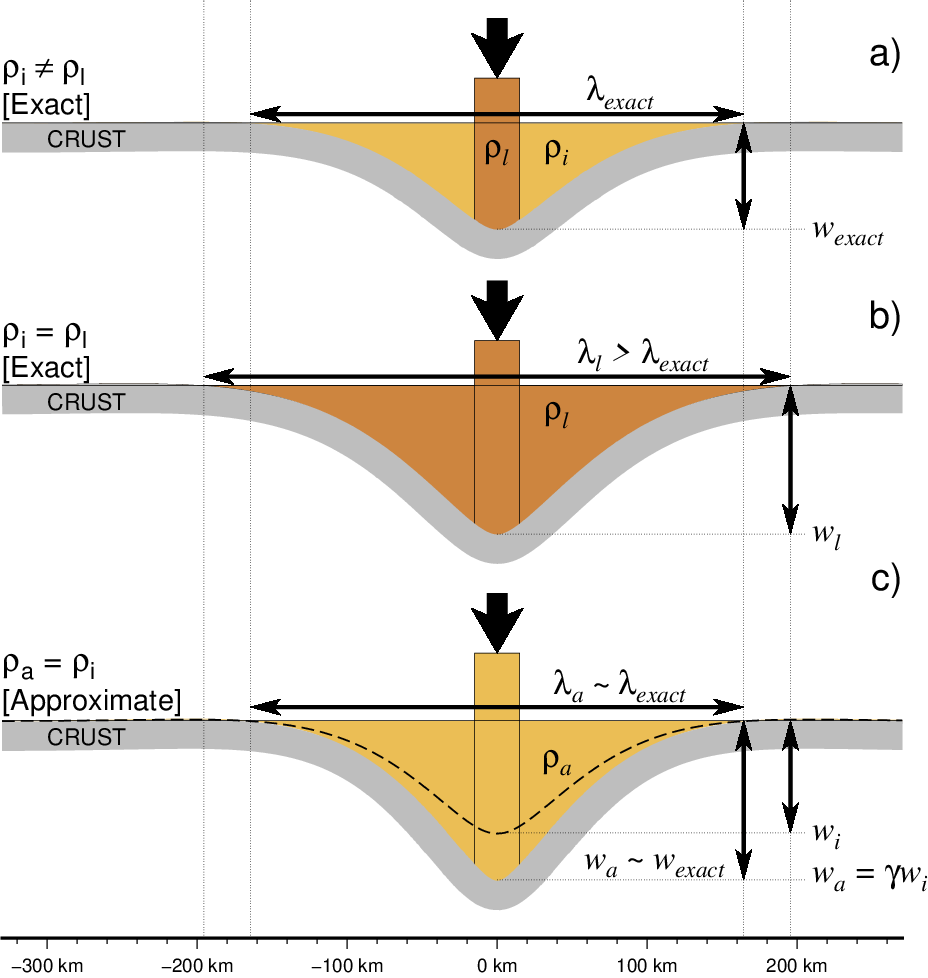 a)
ρi ≠ ρl
[Exact]
λexact
CRUST
ρl
ρi
wexact
b)
ρi = ρl
[Exact]
λl > λexact
CRUST
ρl
wl
c)
ρa = ρi
[Approximate]
λa ~ λexact
CRUST
ρa
wi
wa ~ wexact
wa = γwi
−300 km −200 km −100 km 0 km 100 km 200 km